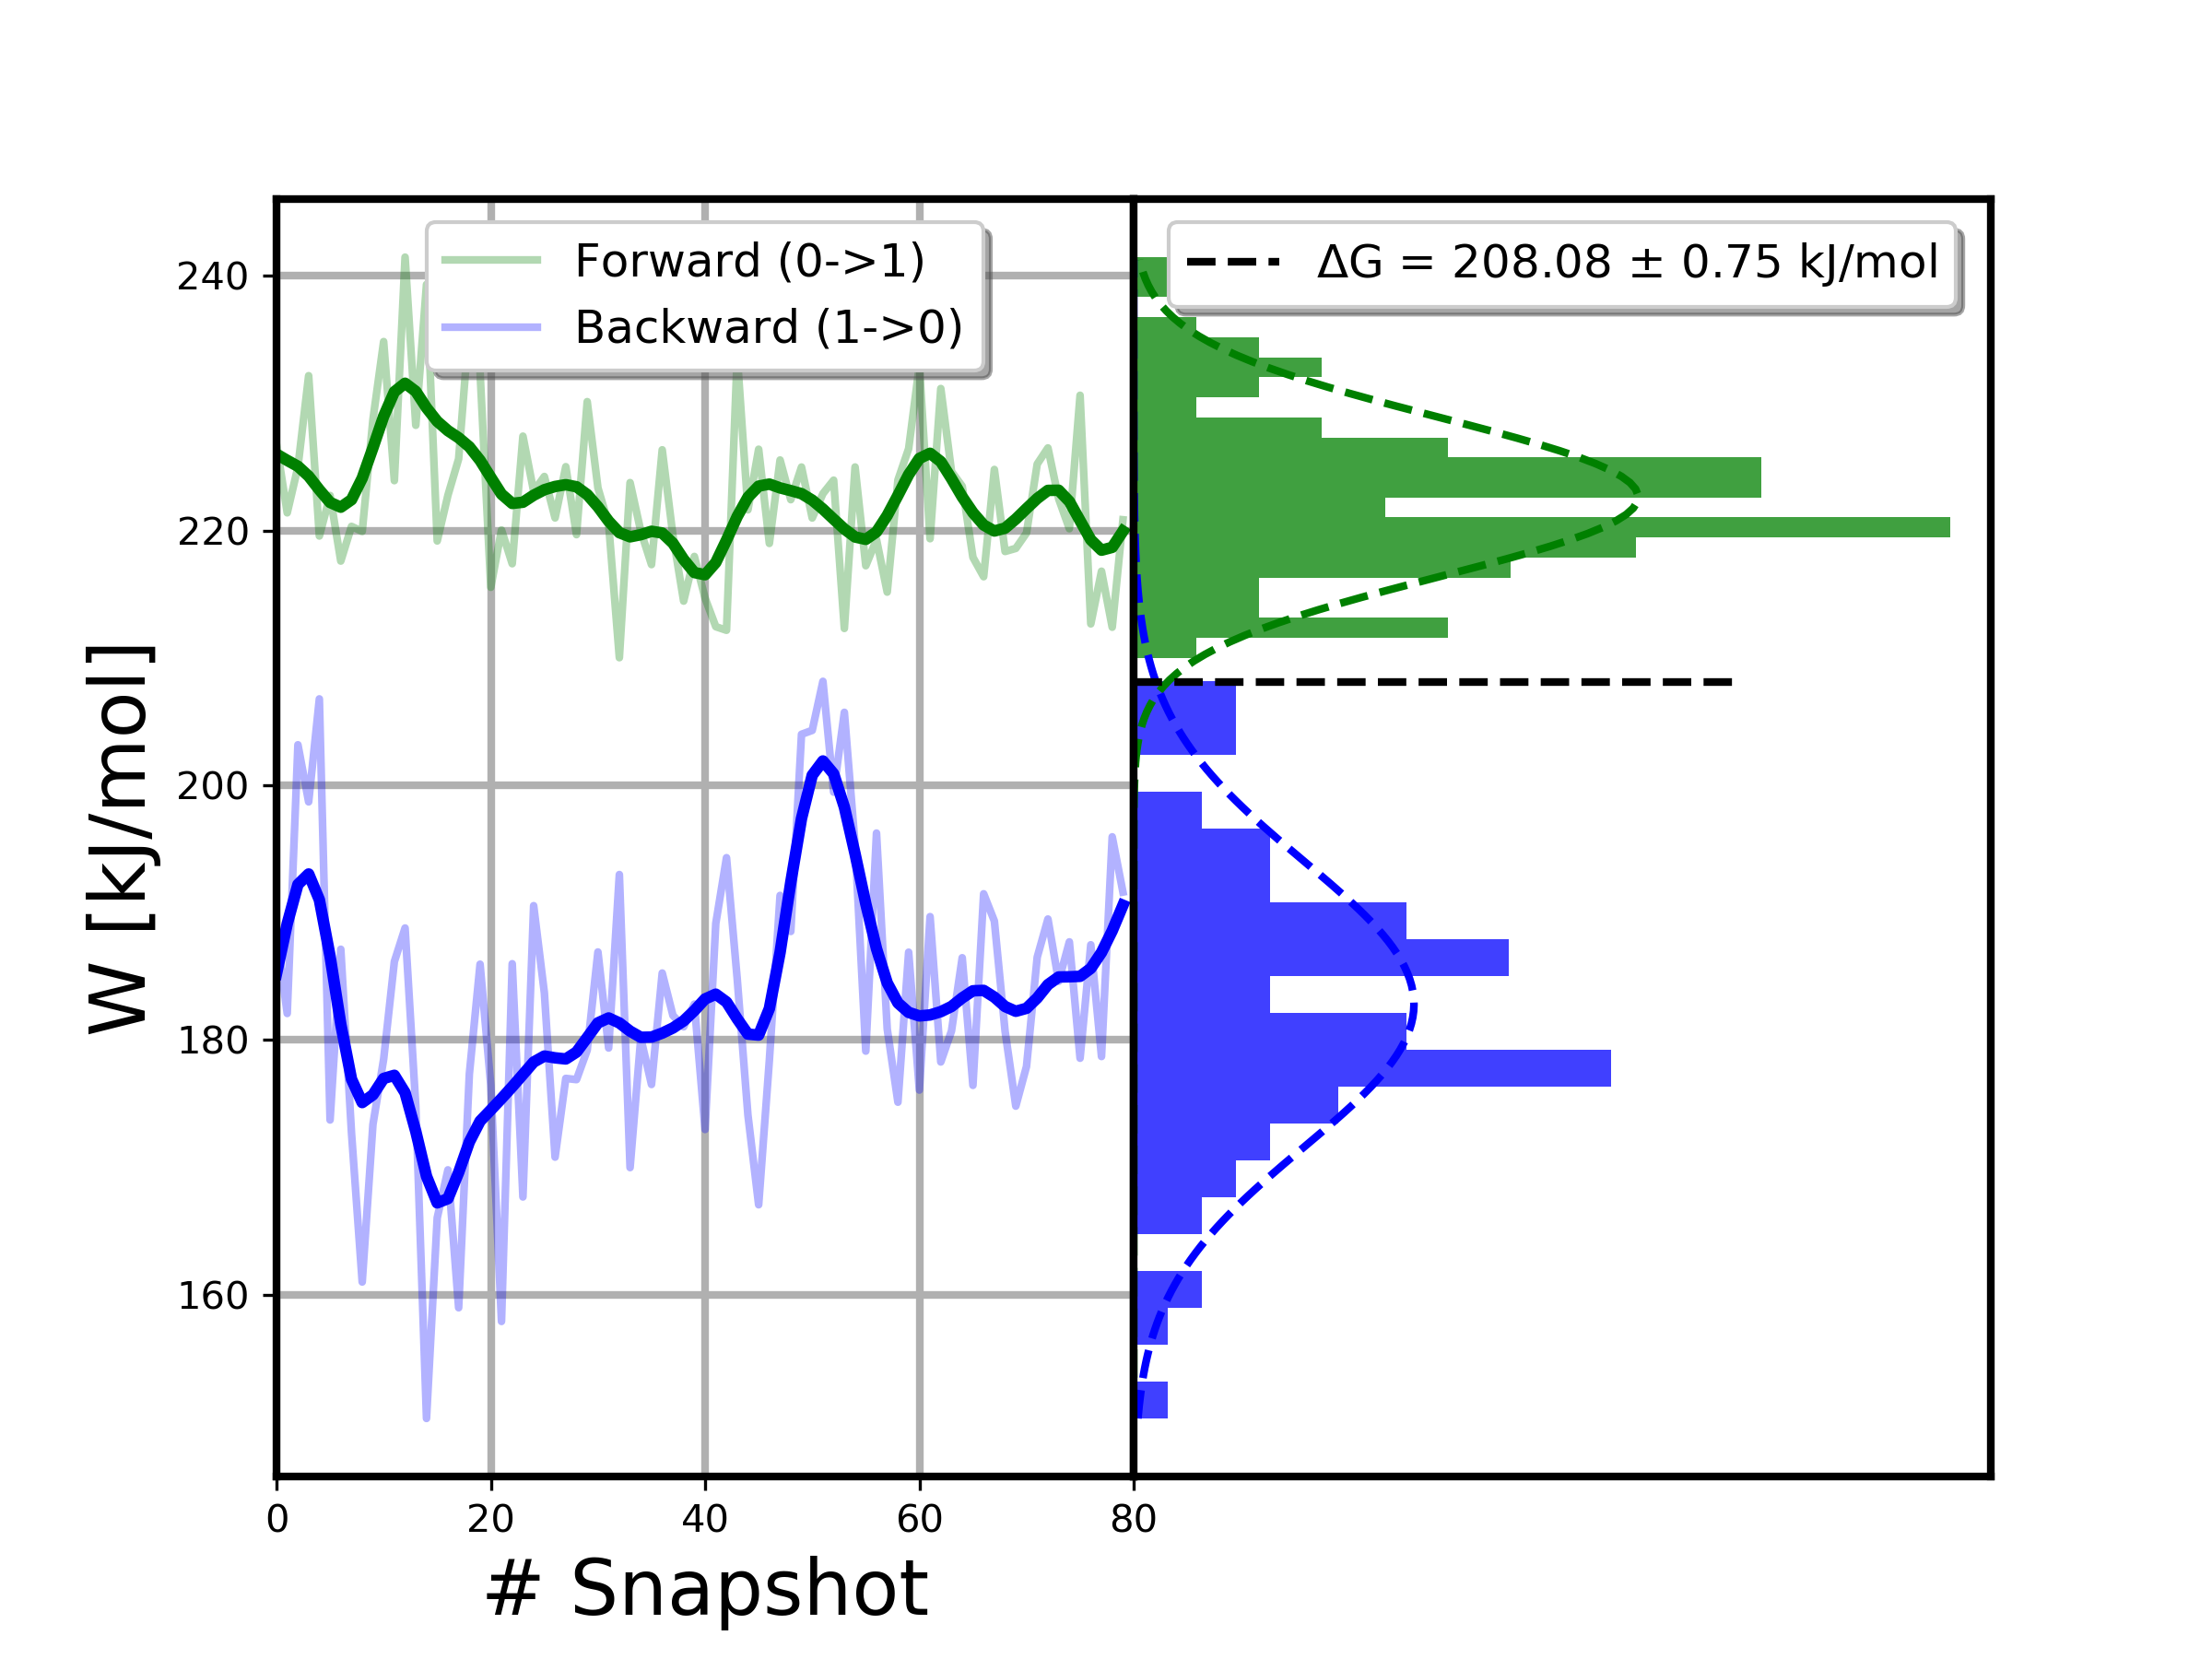 Forward (0->1)
Backward (1->0)
ΔG = 208.08 ± 0.75 kJ/mol
240
220
200
180
160
W [kJ/mol]
0 20 40 60 80
# Snapshot